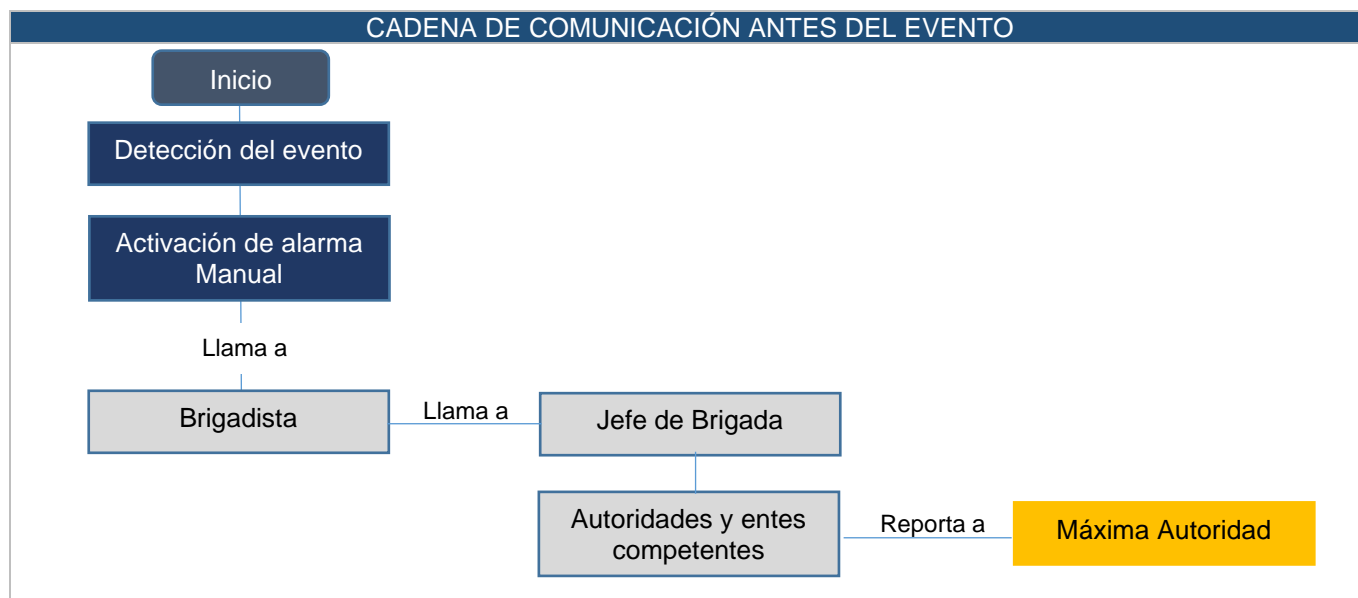 CADENA DE COMUNICACIÓN ANTES DEL EVENTO
Inicio
Detección del evento
Activación de alarma
Manual
Llama a
Brigadista
Llama a
Jefe de Brigada
Autoridades y entes
competentes
Reporta a
Máxima Autoridad